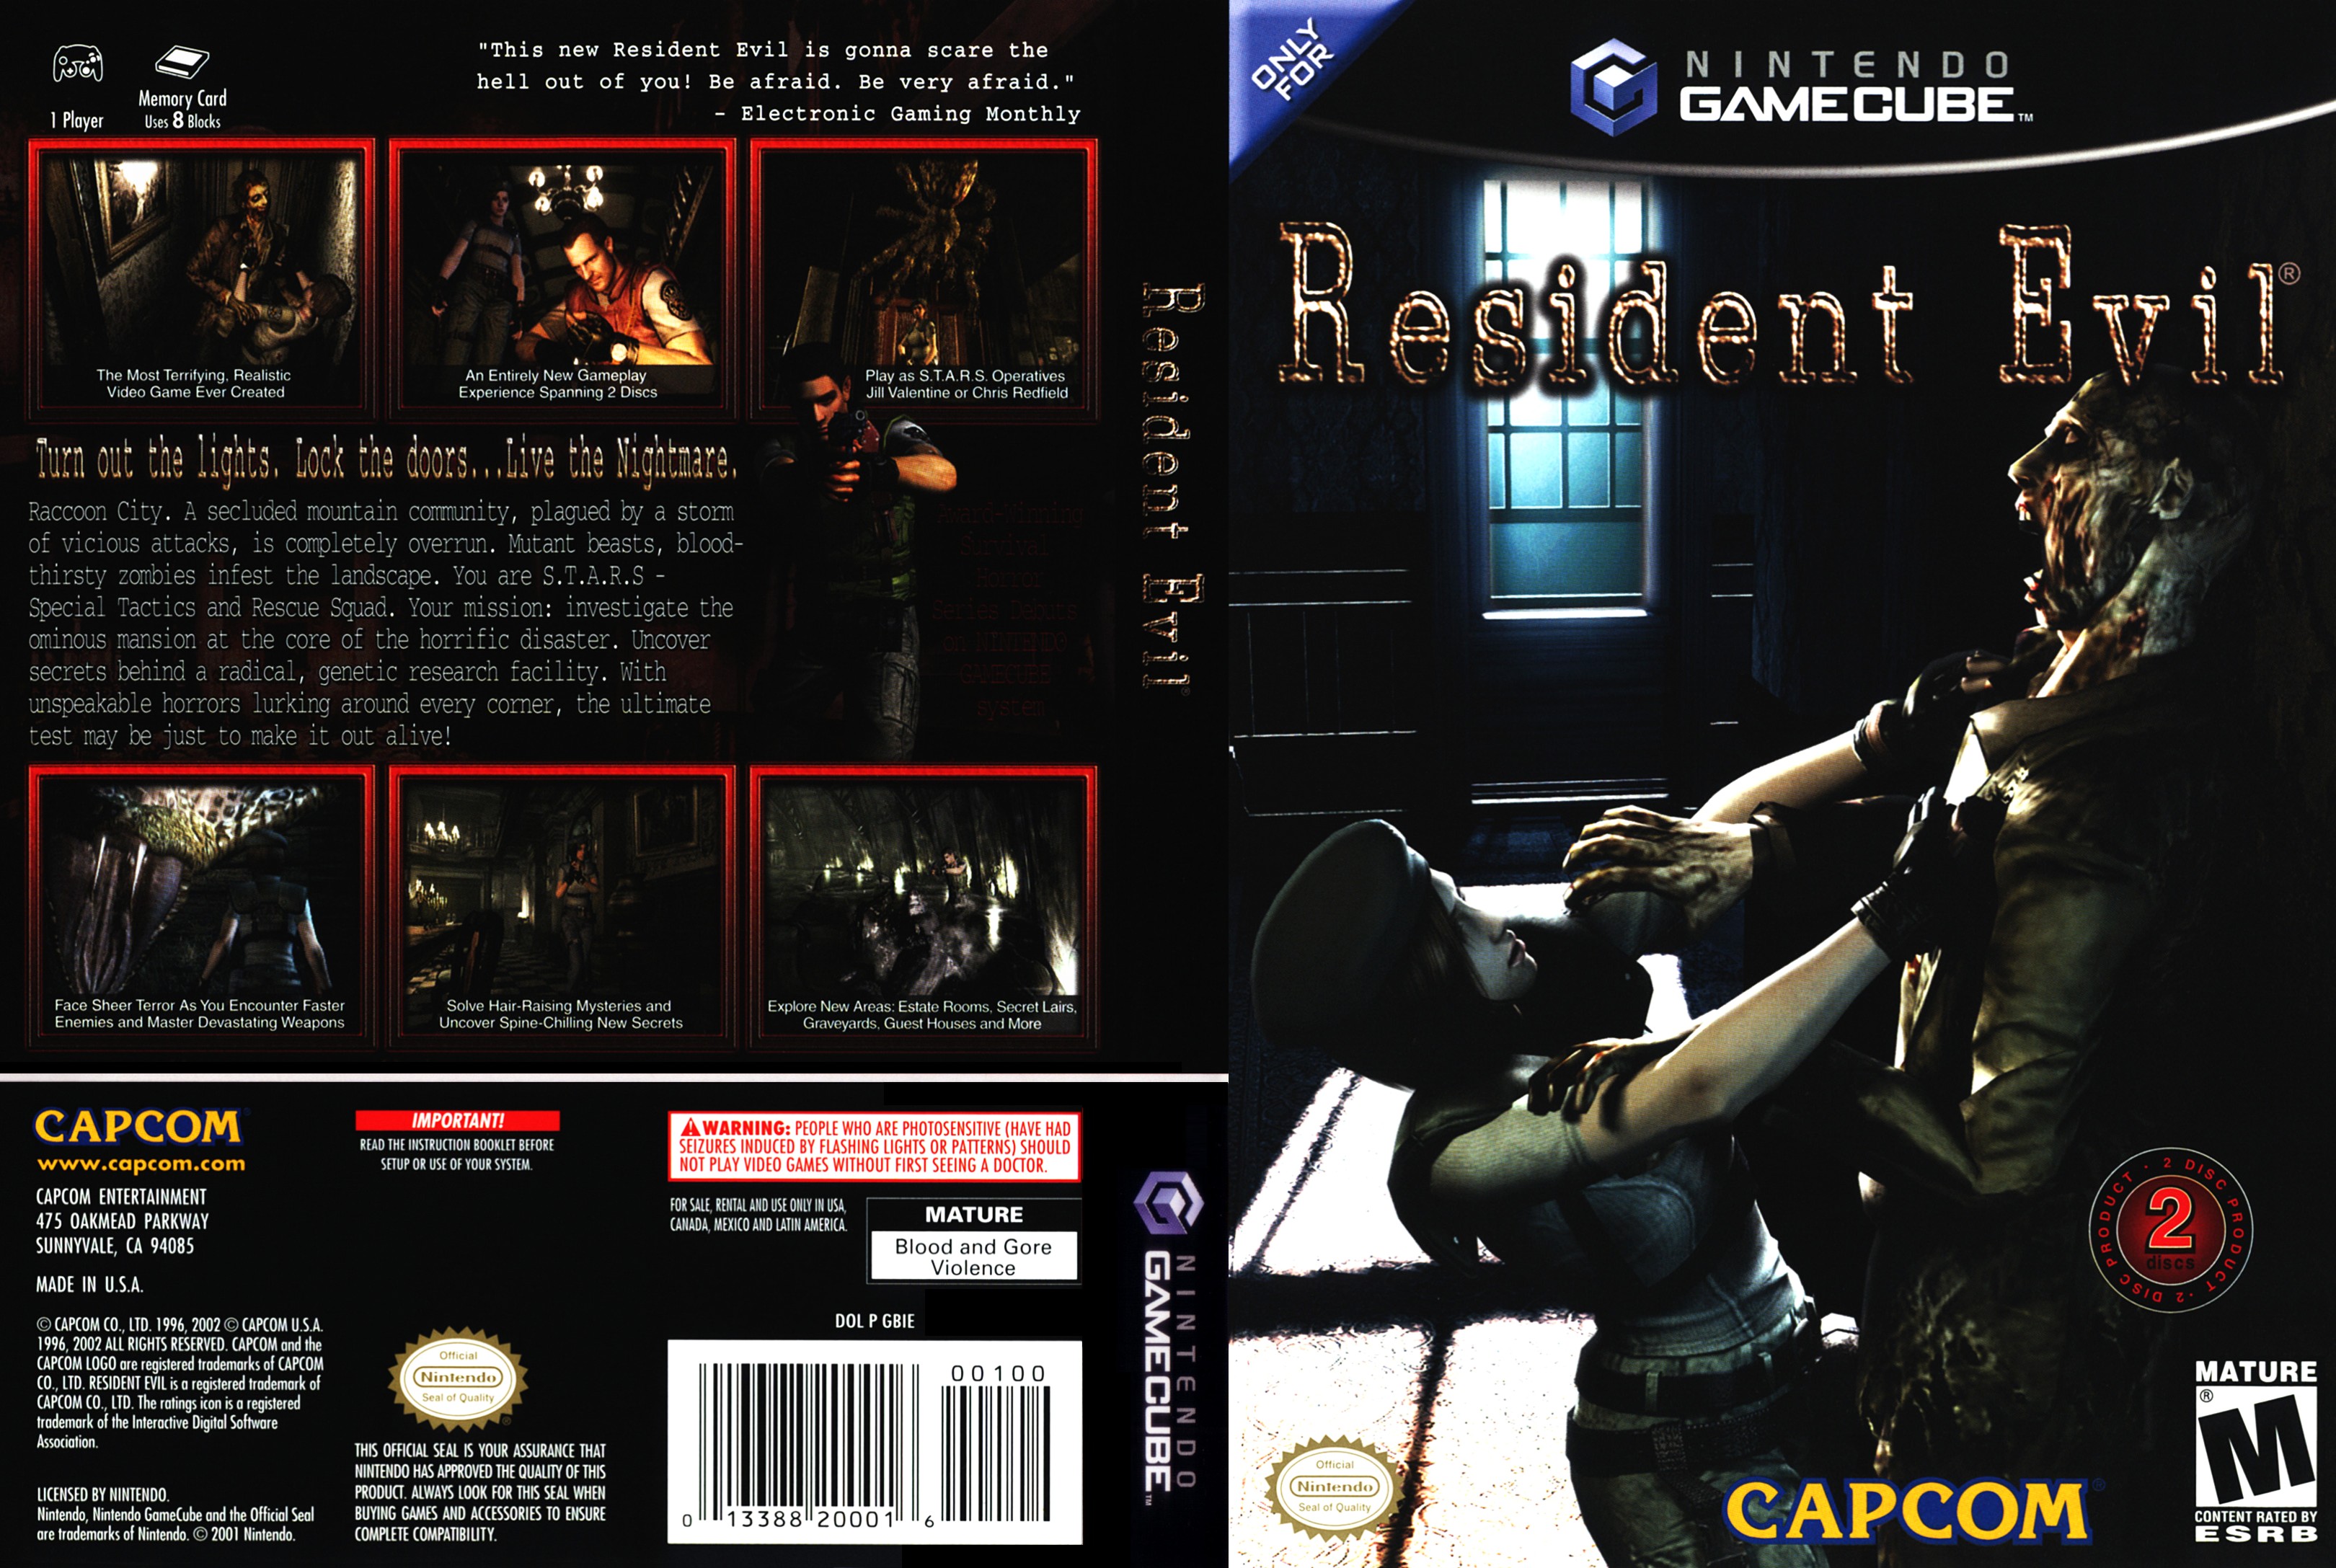 1 Player
Memory Card
Uses 8 Blocks
"This new Resident Evil is gonna scare the
hell out of you! Be afraid. Be very afraid."
- Electronic Gaming Monthly
The Most Terrifying, Realistic
Video Game Ever Created
An Entirely New Gameplay
Experience Spanning 2 Discs
Play as S.T.A.R.S. Operatives
Jill Valentine or Chris Redfield
Turn out the lights. Lock the doors...Live the Nightmare.
Raccoon City. A secluded mountain community, plagued by a storm
of vicious attacks, is completely overrun. Mutant beasts, blood-
thirsty zombies infest the landscape. You are S.T.A.R.S -
Special Tactics and Rescue Squad. Your mission: investigate the
ominous mansion at the core of the horrific disaster. Uncover
secrets behind a radical, genetic research facility. With
unspeakable horrors lurking around every corner, the ultimate
test may be just to make it out alive!
Award-Winning
Survival
Horror
Series Debuts
on NINTENDO
GAMECUBE
system
Face Sheer Terror As You Encounter Faster
Enemies and Master Devastating Weapons
Solve Hair-Raising Mysteries and
Uncover Spine-Chilling New Secrets
Explore New Areas: Estate Rooms, Secret Lairs,
Graveyards, Guest Houses and More
CAPCOM®
www.capcom.com
CAPCOM ENTERTAINMENT
475 OAKMEAD PARKWAY
SUNNYVALE, CA 94085
MADE IN U.S.A.
© CAPCOM CO., LTD. 1996, 2002 © CAPCOM U.S.A.
1996, 2002 ALL RIGHTS RESERVED. CAPCOM and the
CAPCOM LOGO are registered trademarks of CAPCOM
CO., LTD. RESIDENT EVIL is a registered trademark of
CAPCOM CO., LTD. The ratings icon is a registered
trademark of the Interactive Digital Software
Association.
LICENSED BY NINTENDO.
Nintendo, Nintendo GameCube and the Official Seal
are trademarks of Nintendo. © 2001 Nintendo.
IMPORTANT!
READ THE INSTRUCTION BOOKLET BEFORE
SETUP OR USE OF YOUR SYSTEM.
Official
Nintendo
Seal of Quality
®
THIS OFFICIAL SEAL IS YOUR ASSURANCE THAT
NINTENDO HAS APPROVED THE QUALITY OF THIS
PRODUCT. ALWAYS LOOK FOR THIS SEAL WHEN
BUYING GAMES AND ACCESSORIES TO ENSURE
COMPLETE COMPATIBILITY.
WARNING: PEOPLE WHO ARE PHOTOSENSITIVE (HAVE HAD
SEIZURES INDUCED BY FLASHING LIGHTS OR PATTERNS) SHOULD
NOT PLAY VIDEO GAMES WITHOUT FIRST SEEING A DOCTOR.
FOR SALE, RENTAL AND USE ONLY IN USA,
CANADA, MEXICO AND LATIN AMERICA.
MATURE
Blood and Gore
Violence
DOL P GBIE
00100
0 13388 20001 6
Resident Evil®
NINTENDO
GAMECUBE™
ONLY
FOR
NINTENDO
GAMECUBE™
Resident Evil®
2 DISC PRODUCT · 2 DISC PRODUCT ·
2
discs
Official
Nintendo
Seal of Quality
CAPCOM®
MATURE
®
M
CONTENT RATED BY
ESRB